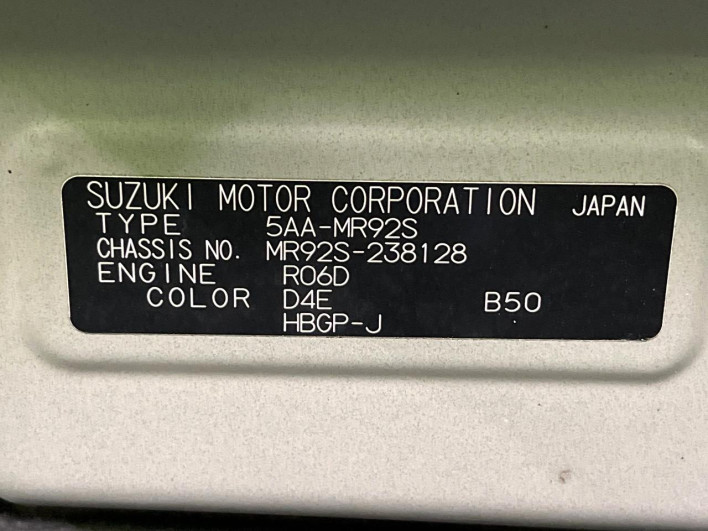 SUZUKI MOTOR CORPORATION JAPAN
TYPE 5AA-MR92S
CHASSIS NO. MR92S-238128
ENGINE R06D
COLOR D4E B50
HBGP-J